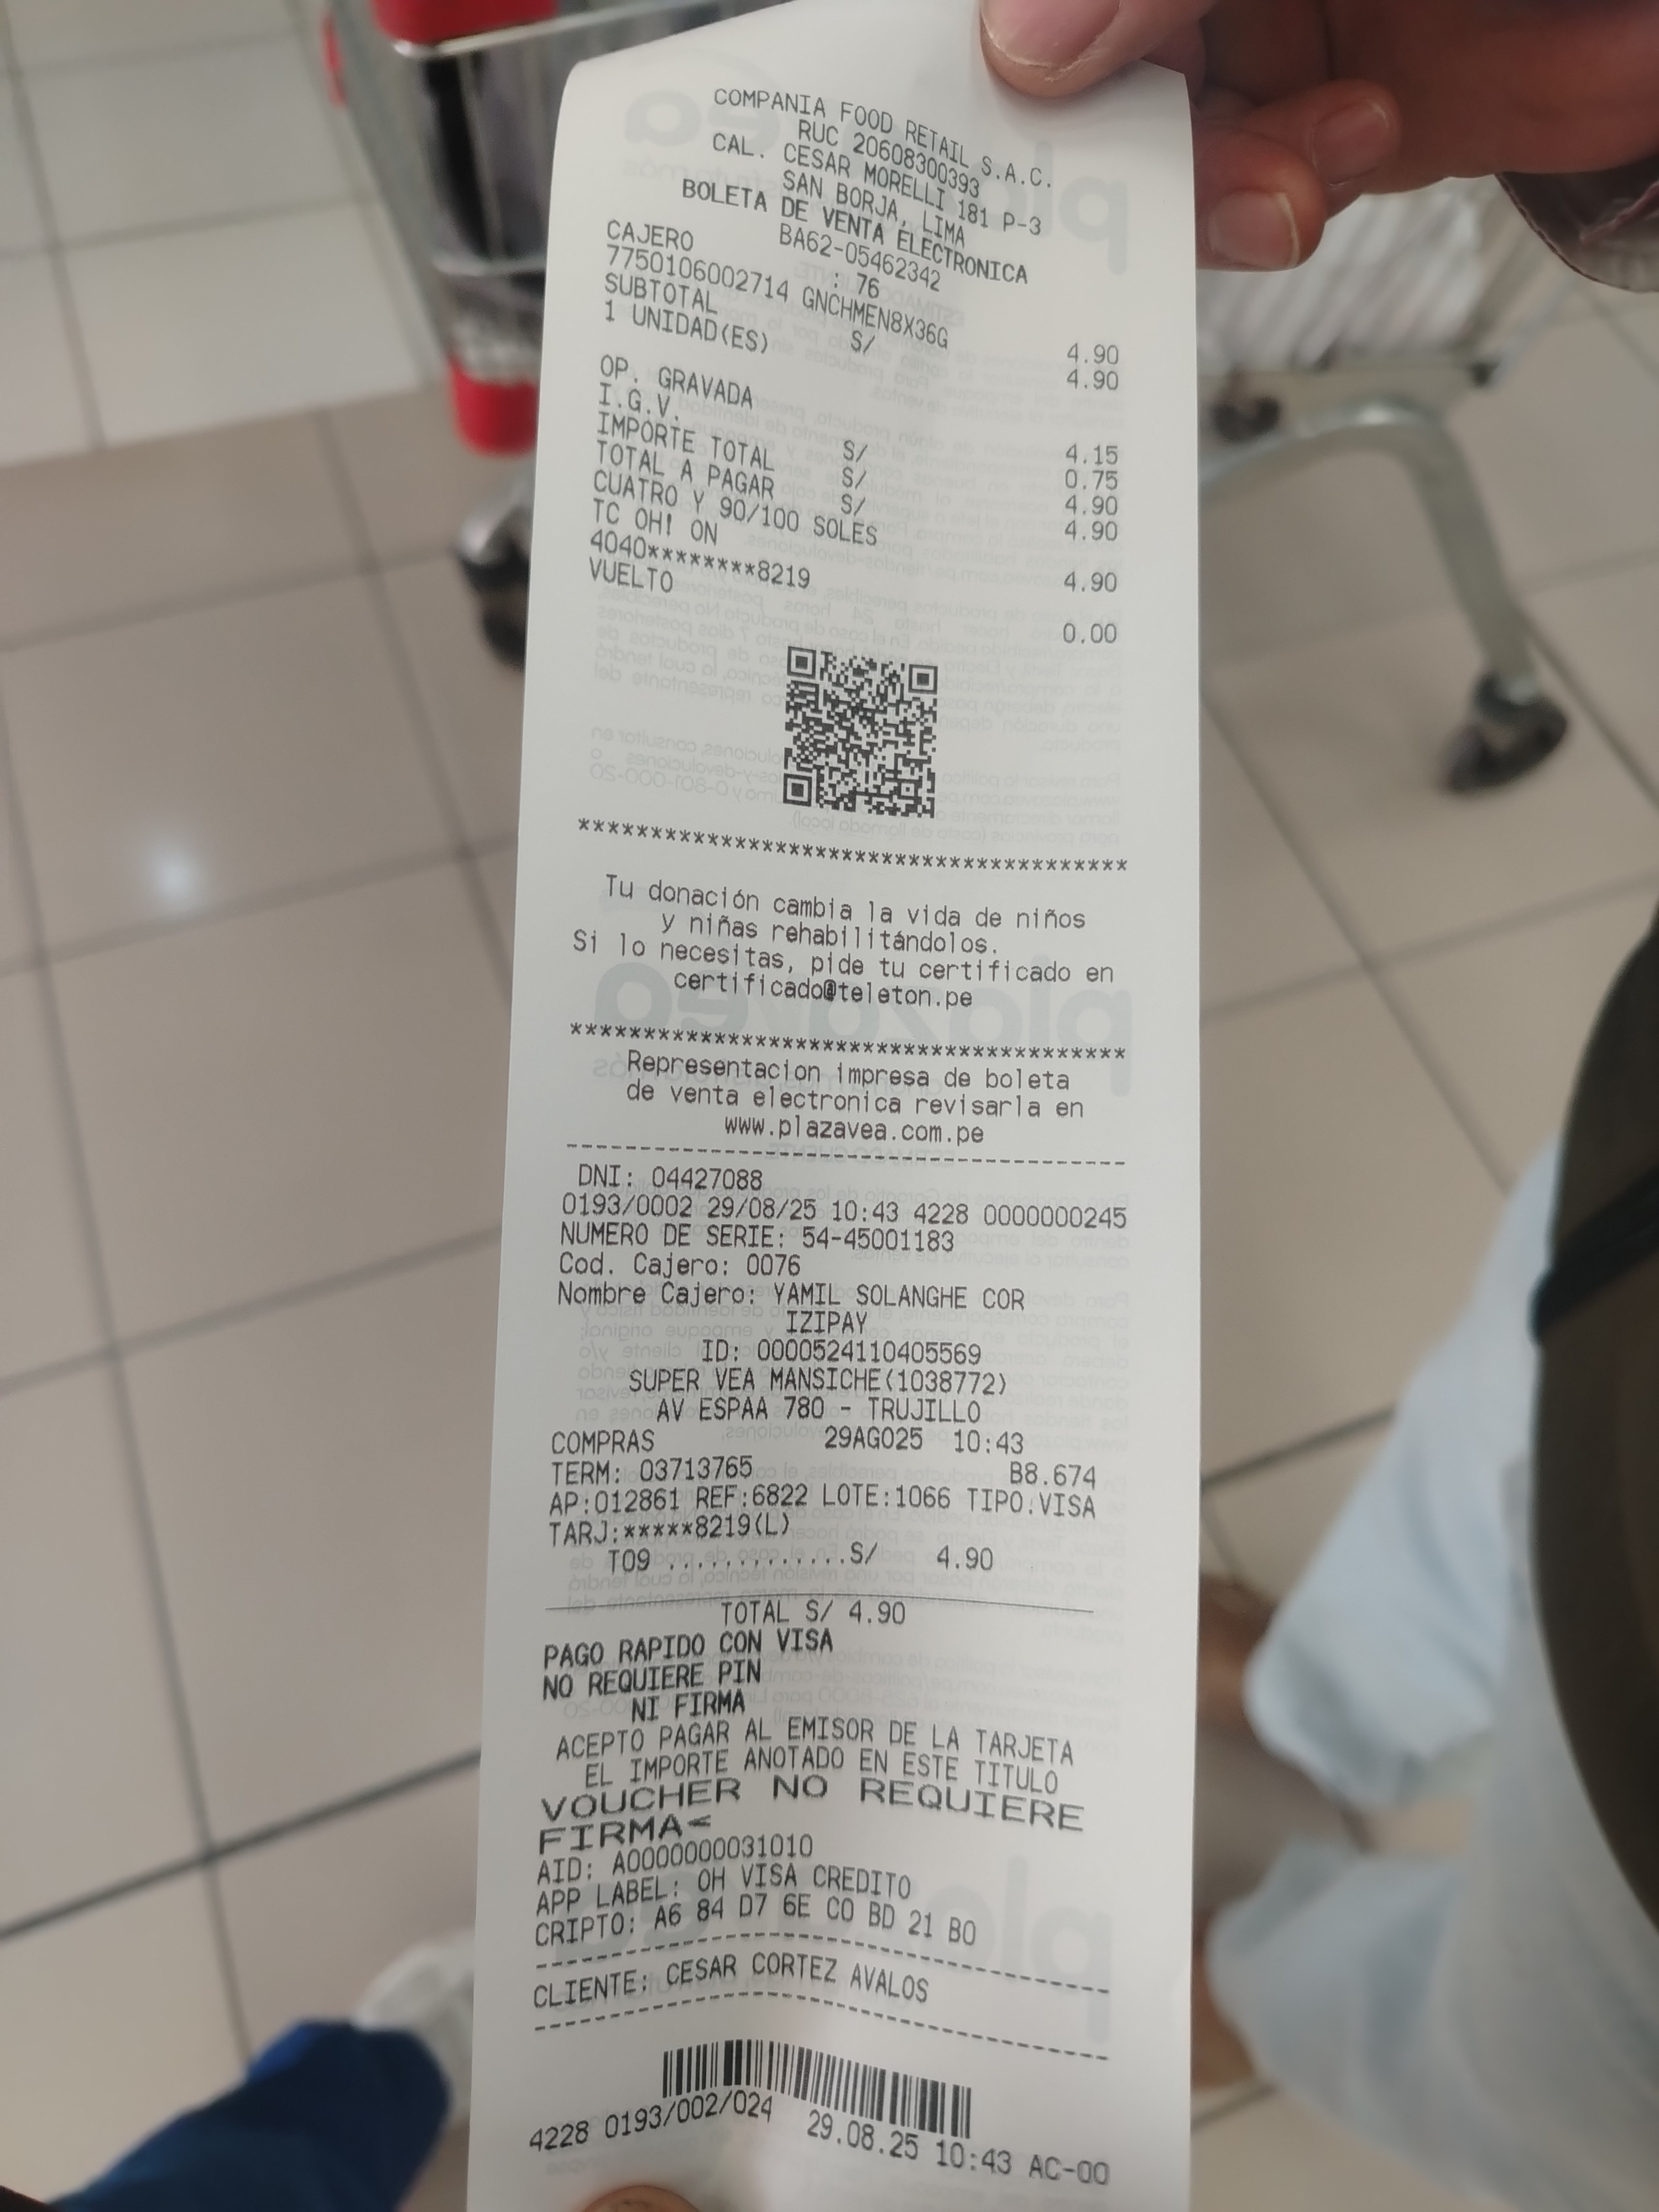 COMPANIA FOOD RETAIL S.A.C.
RUC 20608300393
CAL. CESAR MORELLI 181 P-3
SAN BORJA, LIMA
BOLETA DE VENTA ELECTRONICA
BA62-05462342
CAJERO : 76
7750106002714 GNCHMEN8X36G 4.90
SUBTOTAL S/ 4.90
1 UNIDAD(ES)
OP. GRAVADA S/ 4.15
I.G.V. S/ 0.75
IMPORTE TOTAL S/ 4.90
TOTAL A PAGAR 4.90
CUATRO Y 90/100 SOLES
TC OH! ON 4.90
4040********8219
VUELTO 0.00
***************************************
Tu donación cambia la vida de niños
y niñas rehabilitándolos.
Si lo necesitas, pide tu certificado en
certificado@teleton.pe
***************************************
Representacion impresa de boleta
de venta electronica revisarla en
www.plazavea.com.pe
DNI: 04427088
0193/0002 29/08/25 10:43 4228 0000000245
NUMERO DE SERIE: 54-45001183
Cod. Cajero: 0076
Nombre Cajero: YAMIL SOLANGHE COR
IZIPAY
ID: 0000524110405569
SUPER VEA MANSICHE(1038772)
AV ESPAA 780 - TRUJILLO
COMPRAS 29AGO25 10:43
TERM: 03713765 B8.674
AP:012861 REF:6822 LOTE:1066 TIPO.VISA
TARJ:*****8219(L)
T09 .............S/ 4.90
TOTAL S/ 4.90
PAGO RAPIDO CON VISA
NO REQUIERE PIN
NI FIRMA
ACEPTO PAGAR AL EMISOR DE LA TARJETA
EL IMPORTE ANOTADO EN ESTE TITULO
VOUCHER NO REQUIERE
FIRMA<
AID: A0000000031010
APP LABEL: OH VISA CREDITO
CRIPTO: A6 84 D7 6E C0 BD 21 B0
CLIENTE: CESAR CORTEZ AVALOS
4228 0193/002/024 29.08.25 10:43 AC-00